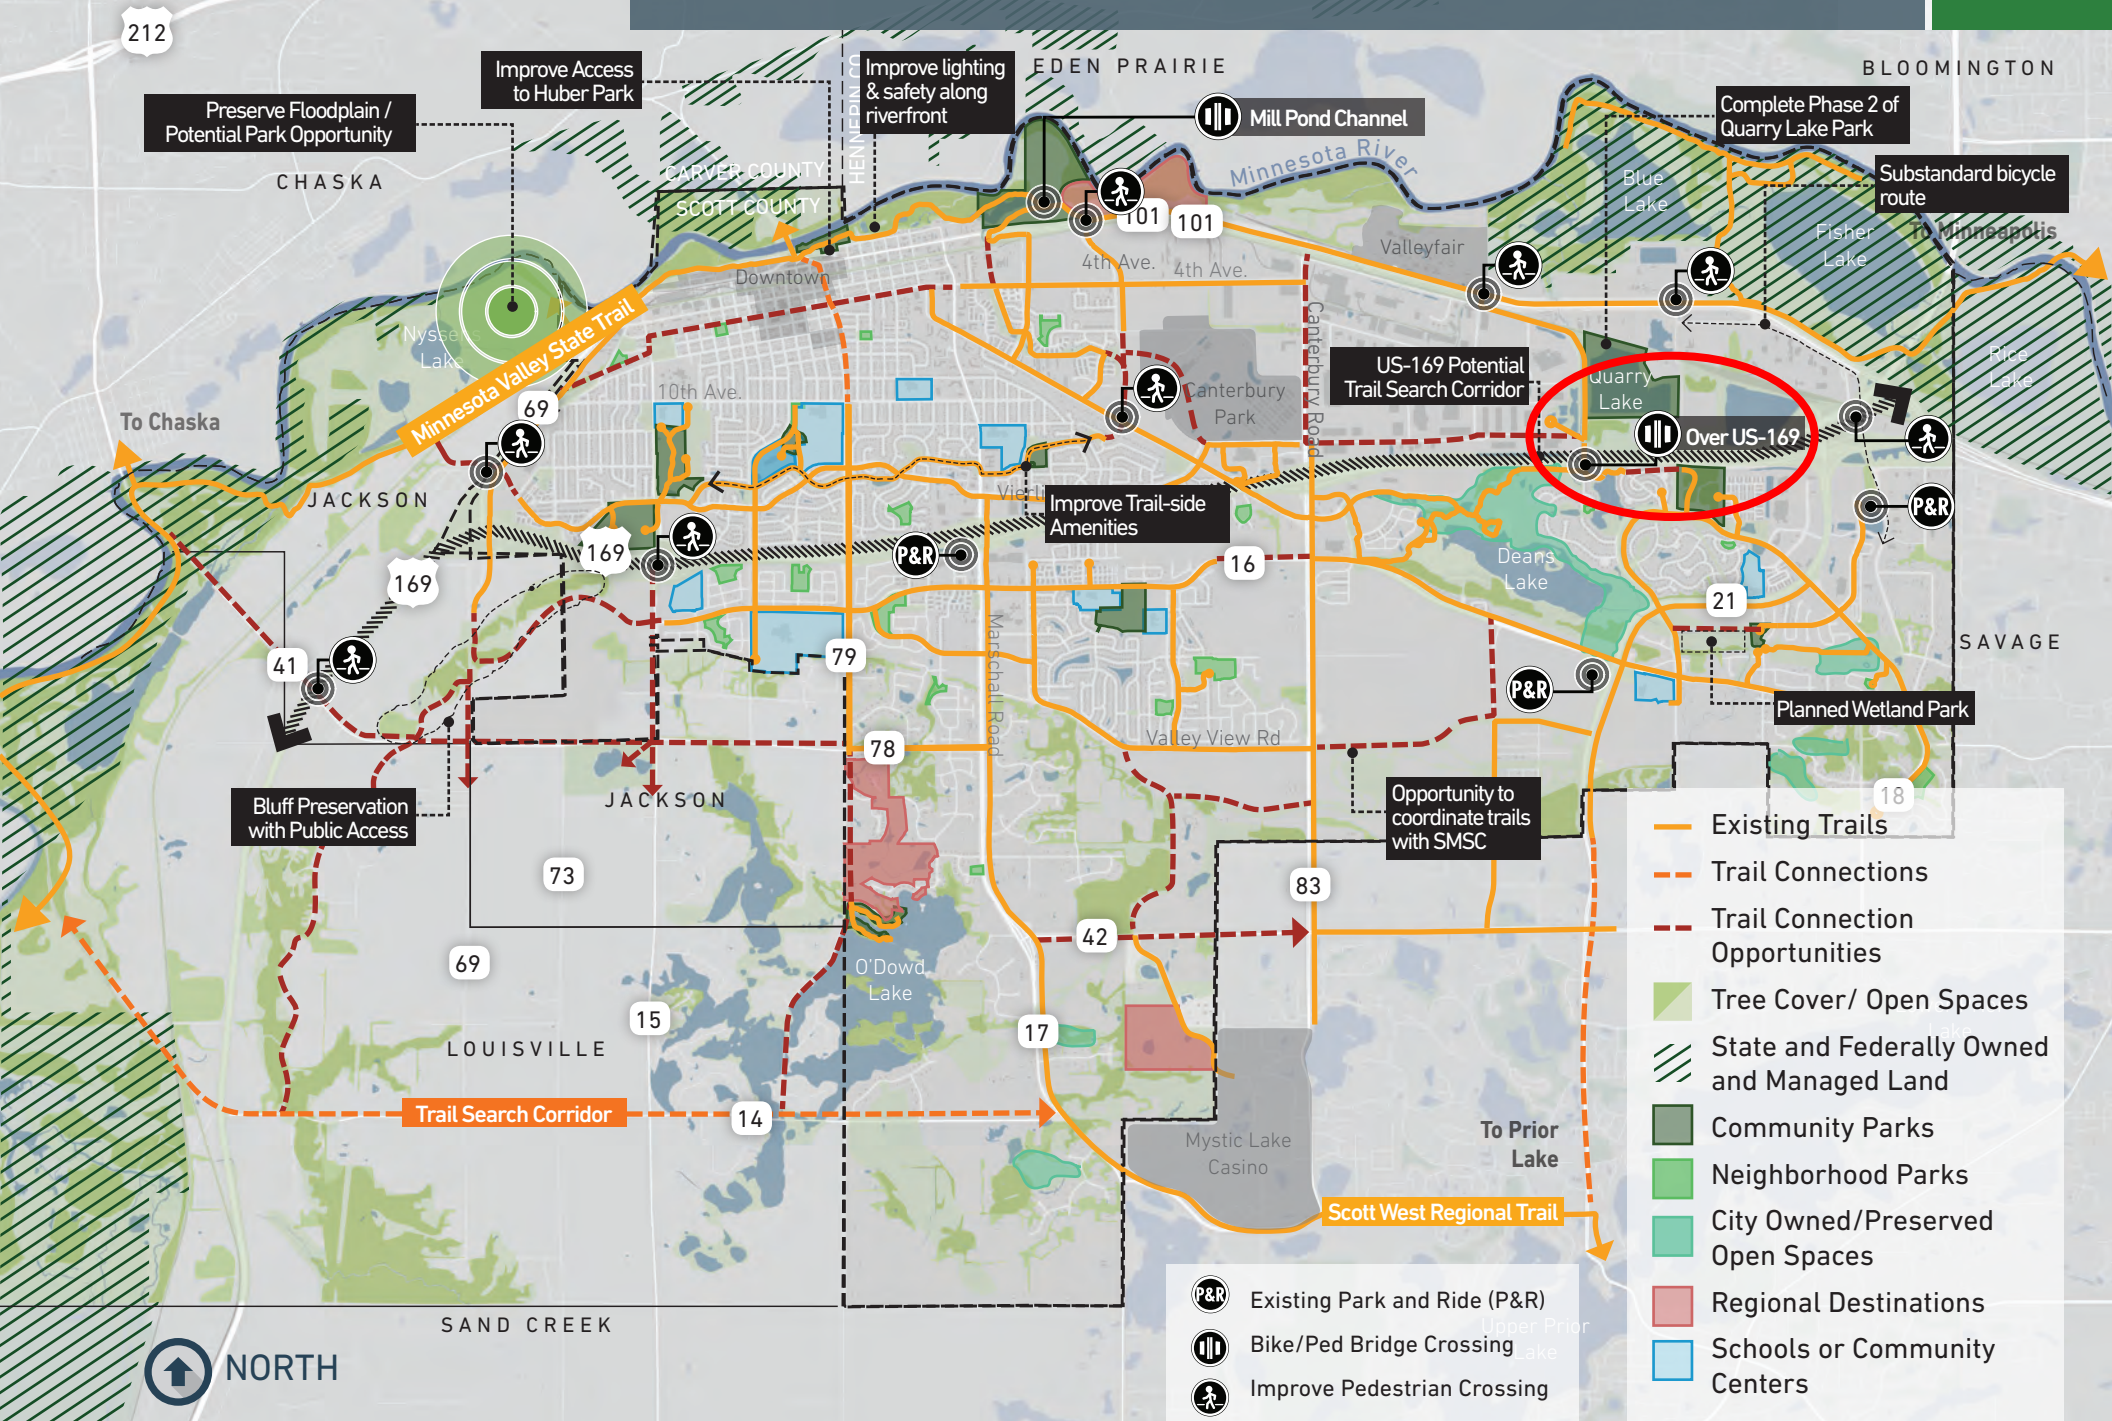 212
Improve Access
to Huber Park
Improve lighting
& safety along
riverfront
EDEN PRAIRIE
BLOOMINGTON
Preserve Floodplain /
Potential Park Opportunity
Mill Pond Channel
Complete Phase 2 of
Quarry Lake Park
CHASKA
HENNEPIN CO
CARVER COUNTY
SCOTT COUNTY
Minnesota River
Blue
Lake
Substandard bicycle
route
101
101
Valleyfair
Fisher
Lake
To Minneapolis
Downtown
4th Ave.
4th Ave.
Nyssens
Lake
Minnesota Valley State Trail
Canterbury Road
US-169 Potential
Trail Search Corridor
Quarry
Lake
Rice
Lake
69
10th Ave.
Canterbury
Park
To Chaska
Over US-169
JACKSON
Improve Trail-side
Amenities
P&R
169
169
P&R
16
Deans
Lake
21
Marschall Road
SAVAGE
41
79
P&R
Planned Wetland Park
78
Valley View Rd
Bluff Preservation
with Public Access
JACKSON
Opportunity to
coordinate trails
with SMSC
18
73
83
42
69
O'Dowd
Lake
15
17
LOUISVILLE
Trail Search Corridor
14
Mystic Lake
Casino
To Prior
Lake
Scott West Regional Trail
SAND CREEK
NORTH
P&R
Existing Park and Ride (P&R)
Bike/Ped Bridge Crossing
Improve Pedestrian Crossing
Upper Prior
Lake
Existing Trails
Trail Connections
Trail Connection
Opportunities
Tree Cover/ Open Spaces
Lake
State and Federally Owned
and Managed Land
Community Parks
Neighborhood Parks
City Owned/Preserved
Open Spaces
Regional Destinations
Schools or Community
Centers